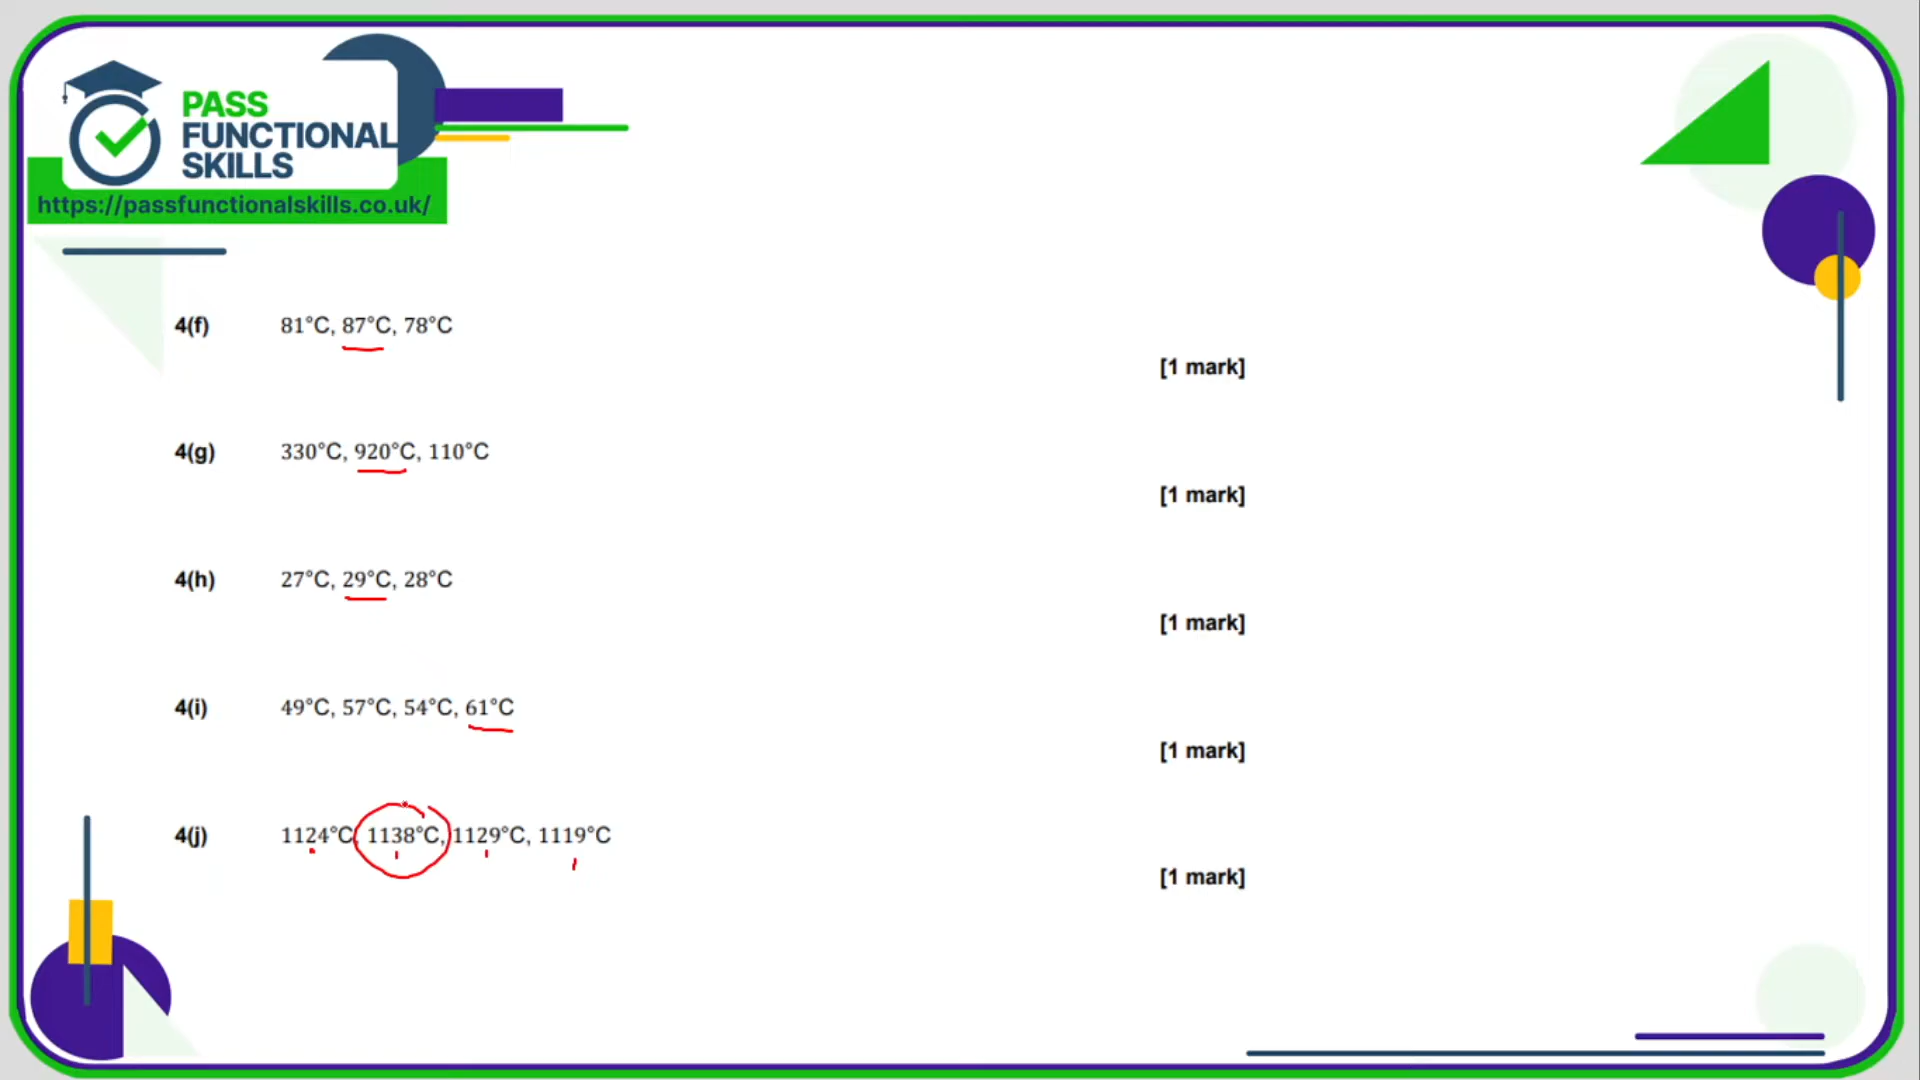 PASS
FUNCTIONAL
SKILLS
https://passfunctionalskills.co.uk/
4(f) 81°C, 87°C, 78°C
[1 mark]
4(g) 330°C, 920°C, 110°C
[1 mark]
4(h) 27°C, 29°C, 28°C
[1 mark]
4(i) 49°C, 57°C, 54°C, 61°C
[1 mark]
4(j) 1124°C, 1138°C, 1129°C, 1119°C
[1 mark]